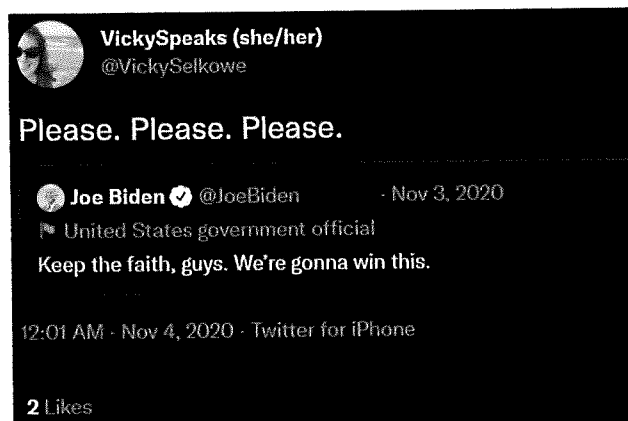 VickySpeaks (she/her)
@VickySelkowe
Please. Please. Please.
Joe Biden @JoeBiden · Nov 3, 2020
United States government official
Keep the faith, guys. We're gonna win this.
12:01 AM · Nov 4, 2020 · Twitter for iPhone
2 Likes